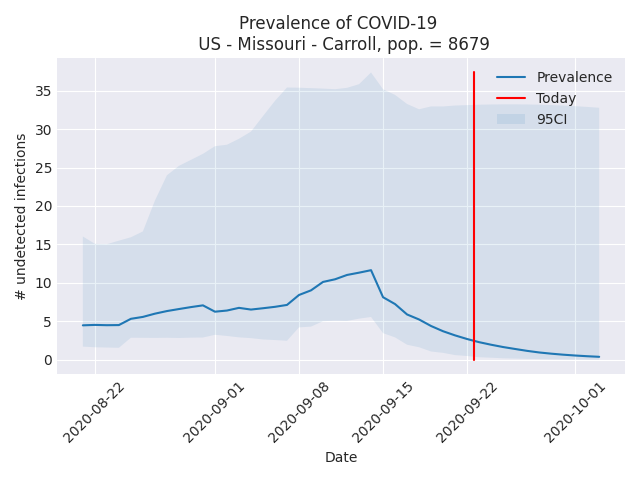 Prevalence of COVID-19
US - Missouri - Carroll, pop. = 8679
Prevalence
Today
95CI
# undetected infections
35
30
25
20
15
10
5
0
2020-08-22
2020-09-01
2020-09-08
2020-09-15
2020-09-22
2020-10-01
Date